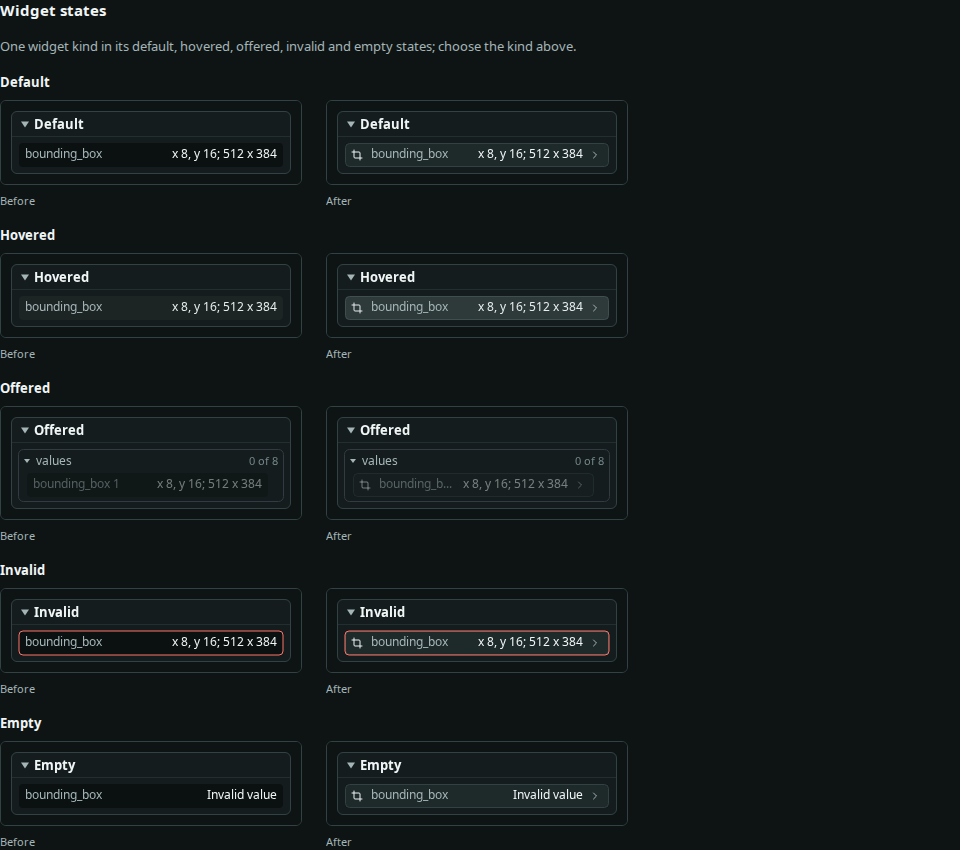 Widget states
One widget kind in its default, hovered, offered, invalid and empty states; choose the kind above.
Default
Default
bounding_box x 8, y 16; 512 x 384
Default
bounding_box x 8, y 16; 512 x 384
Before
After
Hovered
Hovered
bounding_box x 8, y 16; 512 x 384
Hovered
bounding_box x 8, y 16; 512 x 384
Before
After
Offered
Offered
values 0 of 8
bounding_box 1 x 8, y 16; 512 x 384
Offered
values 0 of 8
bounding_b... x 8, y 16; 512 x 384
Before
After
Invalid
Invalid
bounding_box x 8, y 16; 512 x 384
Invalid
bounding_box x 8, y 16; 512 x 384
Before
After
Empty
Empty
bounding_box Invalid value
Empty
bounding_box Invalid value
Before
After